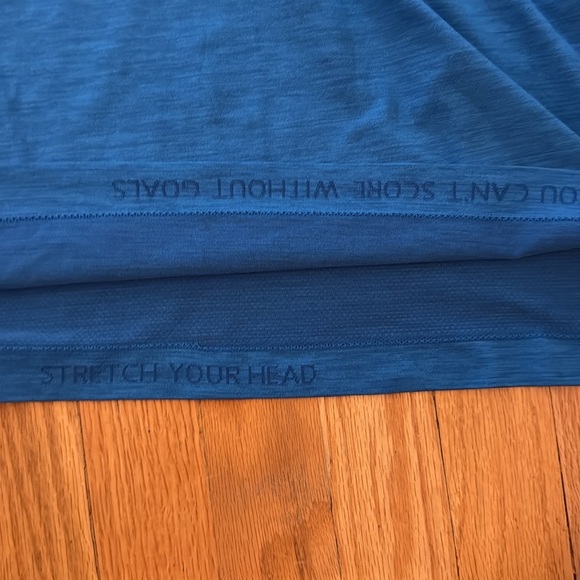 OU CAN'T SCORE WITHOUT GOALS
STRETCH YOUR HEAD